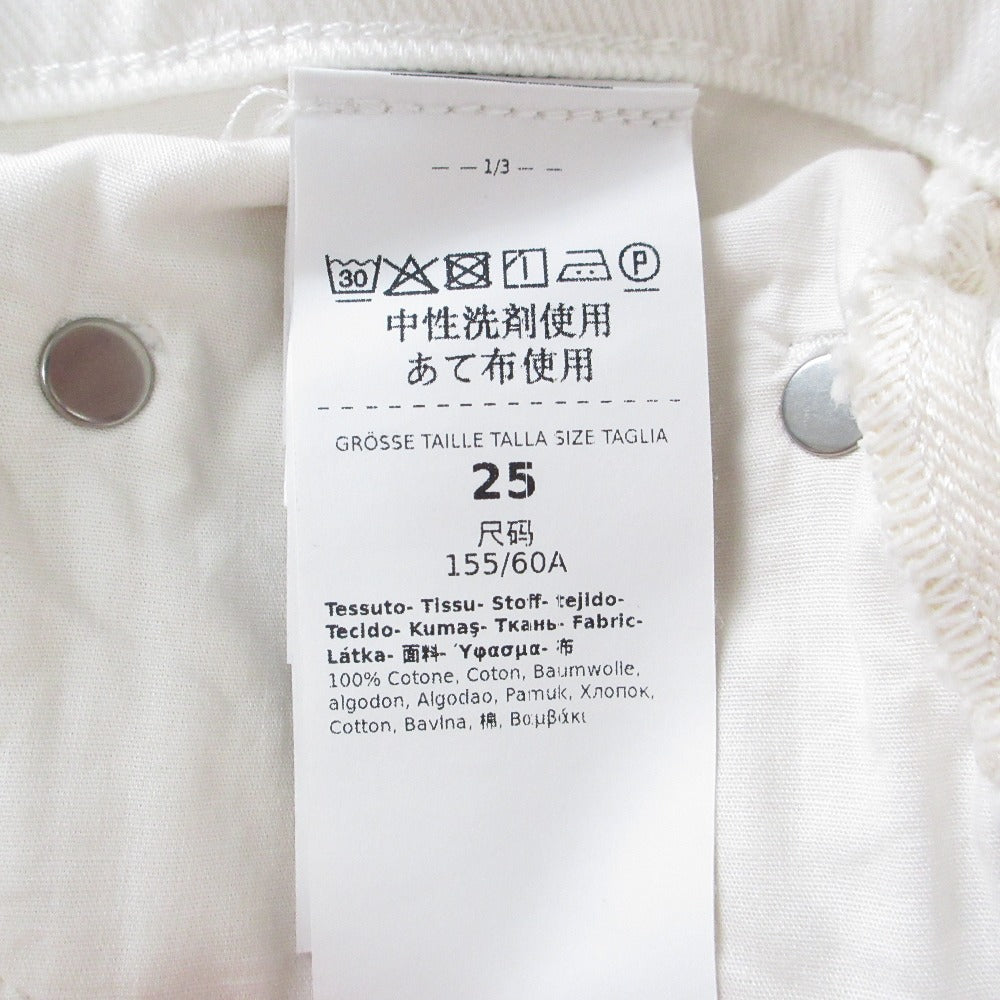 — — 1/3 — —
30 P
中性洗剤使用
あて布使用
GRÖSSE TAILLE TALLA SIZE TAGLIA
25
尺码
155/60A
Tessuto- Tissu- Stoff- tejido-
Tecido- Kumaş- Ткань- Fabric-
Látka- 面料- Ύφασμα- 布
100% Cotone, Coton, Baumwolle,
algodon, Algodao, Pamuk, Хлопок,
Cotton, Bavlna, 棉, Βαμβάκι